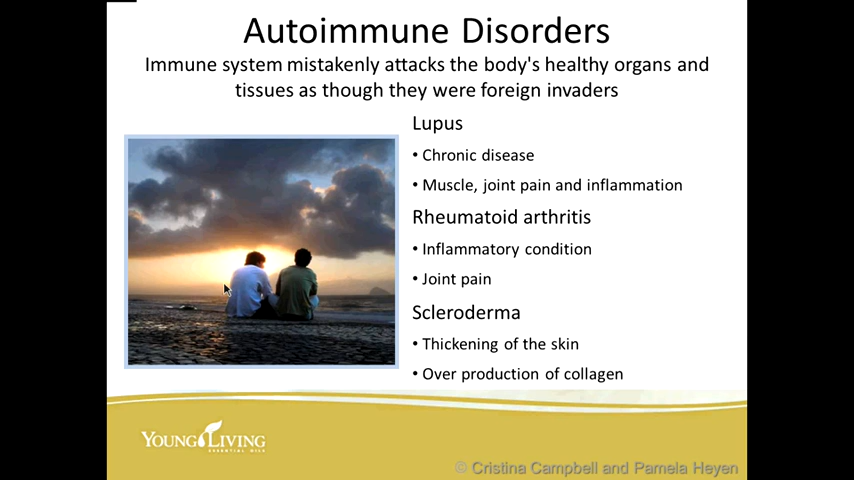 Autoimmune Disorders
Immune system mistakenly attacks the body's healthy organs and
tissues as though they were foreign invaders
Lupus
• Chronic disease
• Muscle, joint pain and inflammation
Rheumatoid arthritis
• Inflammatory condition
• Joint pain
Scleroderma
• Thickening of the skin
• Over production of collagen
YOUNG LIVING
ESSENTIAL OILS
© Cristina Campbell and Pamela Heyen